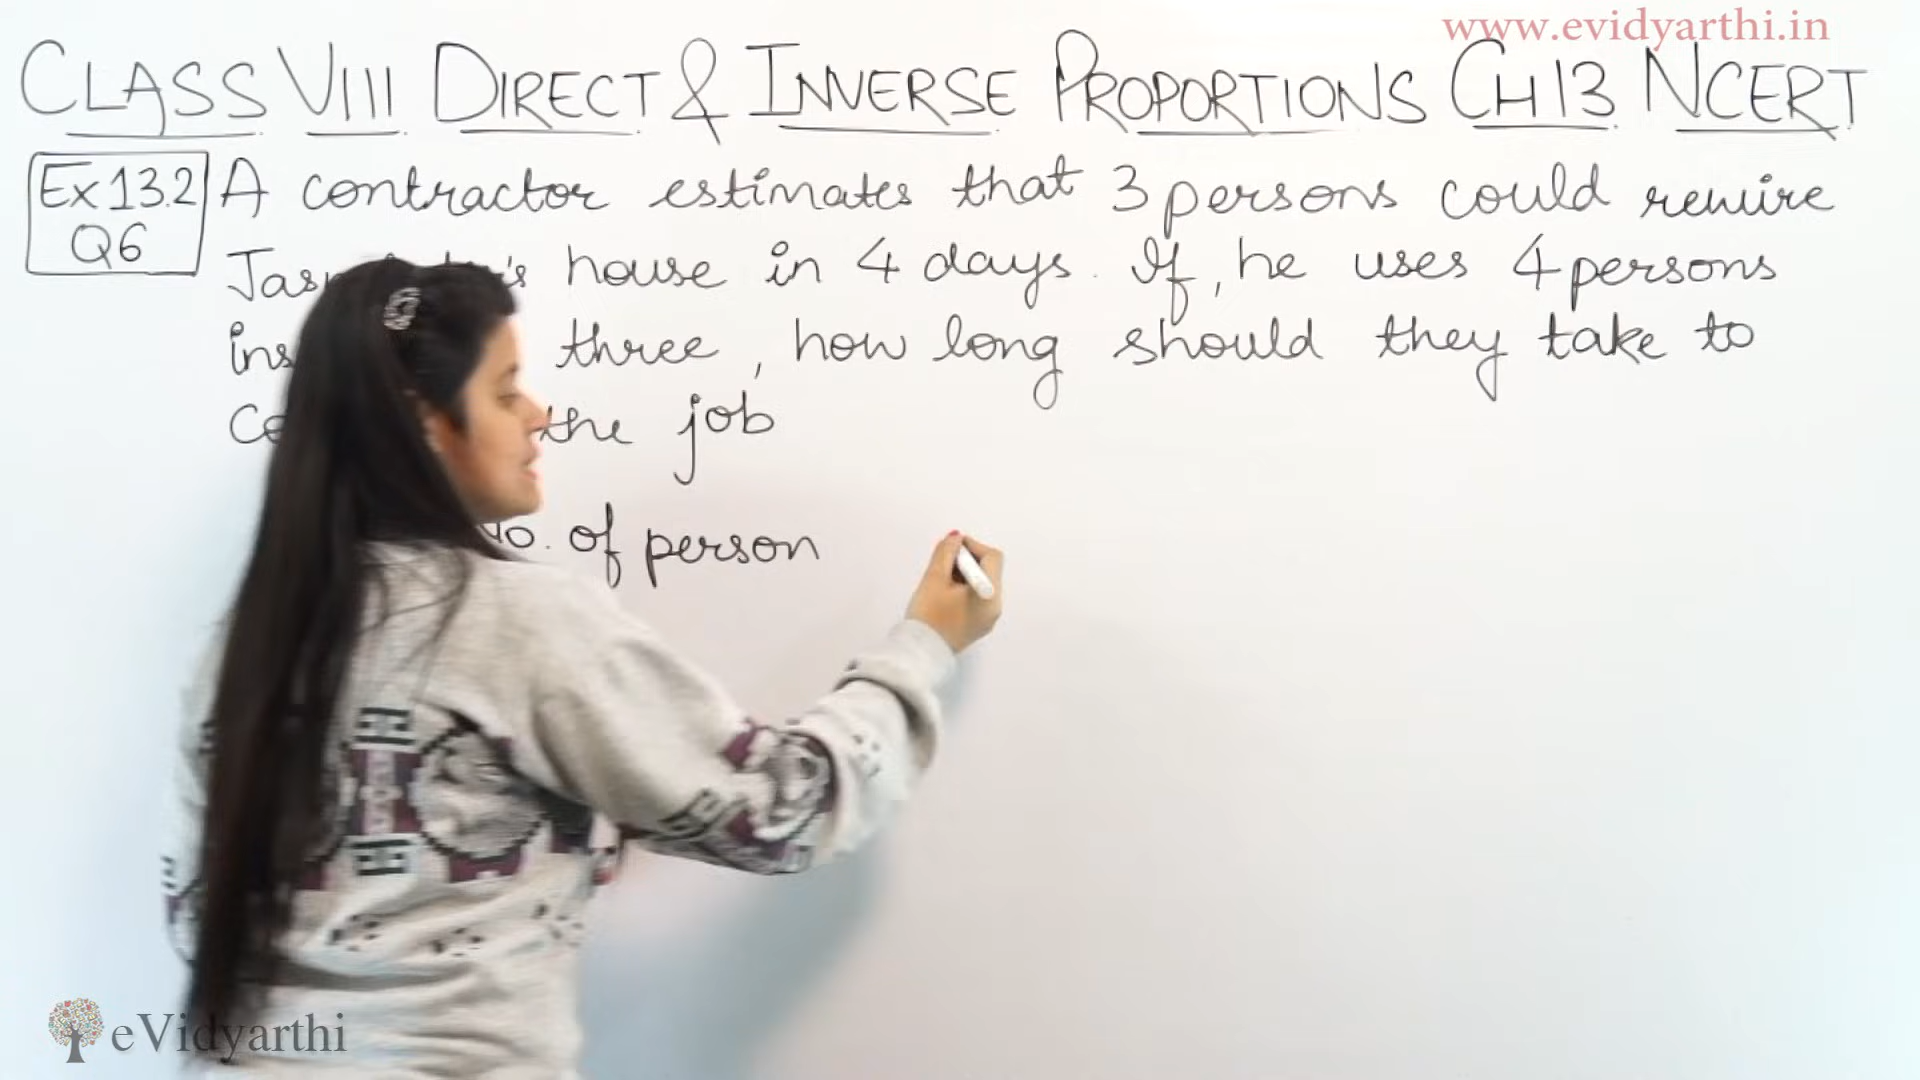 www.evidyarthi.in
CLASS VIII DIRECT & INVERSE PROPORTIONS CH 13 NCERT
Ex 13.2
Q6
A contractor estimates that 3 persons could rewire
house in 4 days. If, he uses 4 persons
three, how long should they take to
the job
of person
eVidyarthi